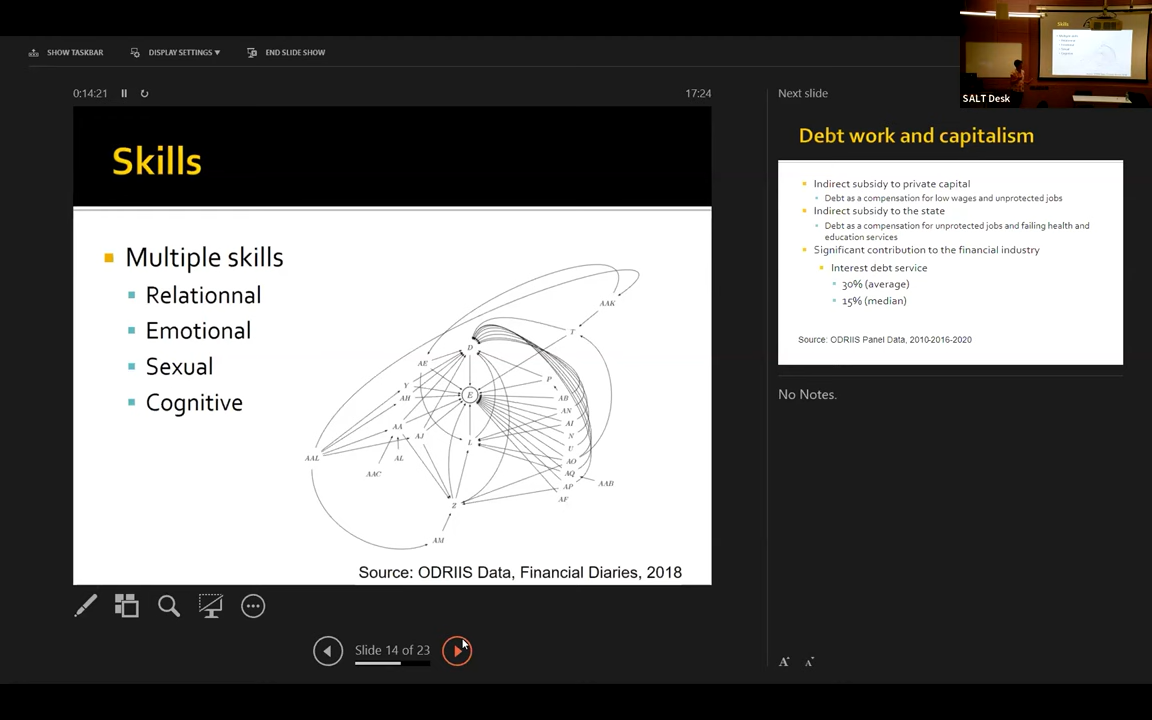 SHOW TASKBAR
DISPLAY SETTINGS ▾
END SLIDE SHOW
Skills
SALT Desk
0:14:21
17:24
Next slide
Skills
Multiple skills
Relationnal
Emotional
Sexual
Cognitive
AAK
T
D
AE
P
Y
E
AH
AB
AN
AA
AI
AJ
N
L
U
AAL
AL
AO
AAC
AQ
AP
AAB
AF
Z
AM
Source: ODRIIS Data, Financial Diaries, 2018
Debt work and capitalism
Indirect subsidy to private capital
Debt as a compensation for low wages and unprotected jobs
Indirect subsidy to the state
Debt as a compensation for unprotected jobs and failing health and
education services
Significant contribution to the financial industry
Interest debt service
30% (average)
15% (median)
Source: ODRIIS Panel Data, 2010-2016-2020
No Notes.
Slide 14 of 23
A
A